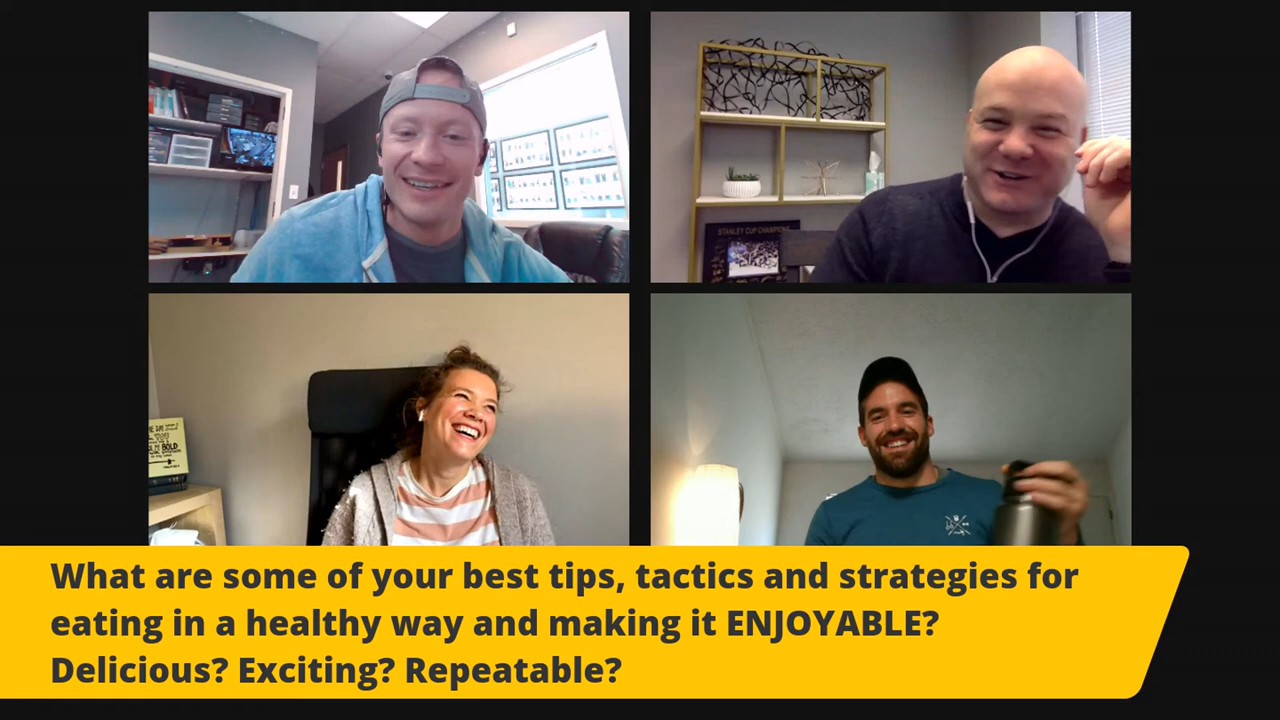 STANLEY CUP CHAMPIONS
BOLD
What are some of your best tips, tactics and strategies for
eating in a healthy way and making it ENJOYABLE?
Delicious? Exciting? Repeatable?